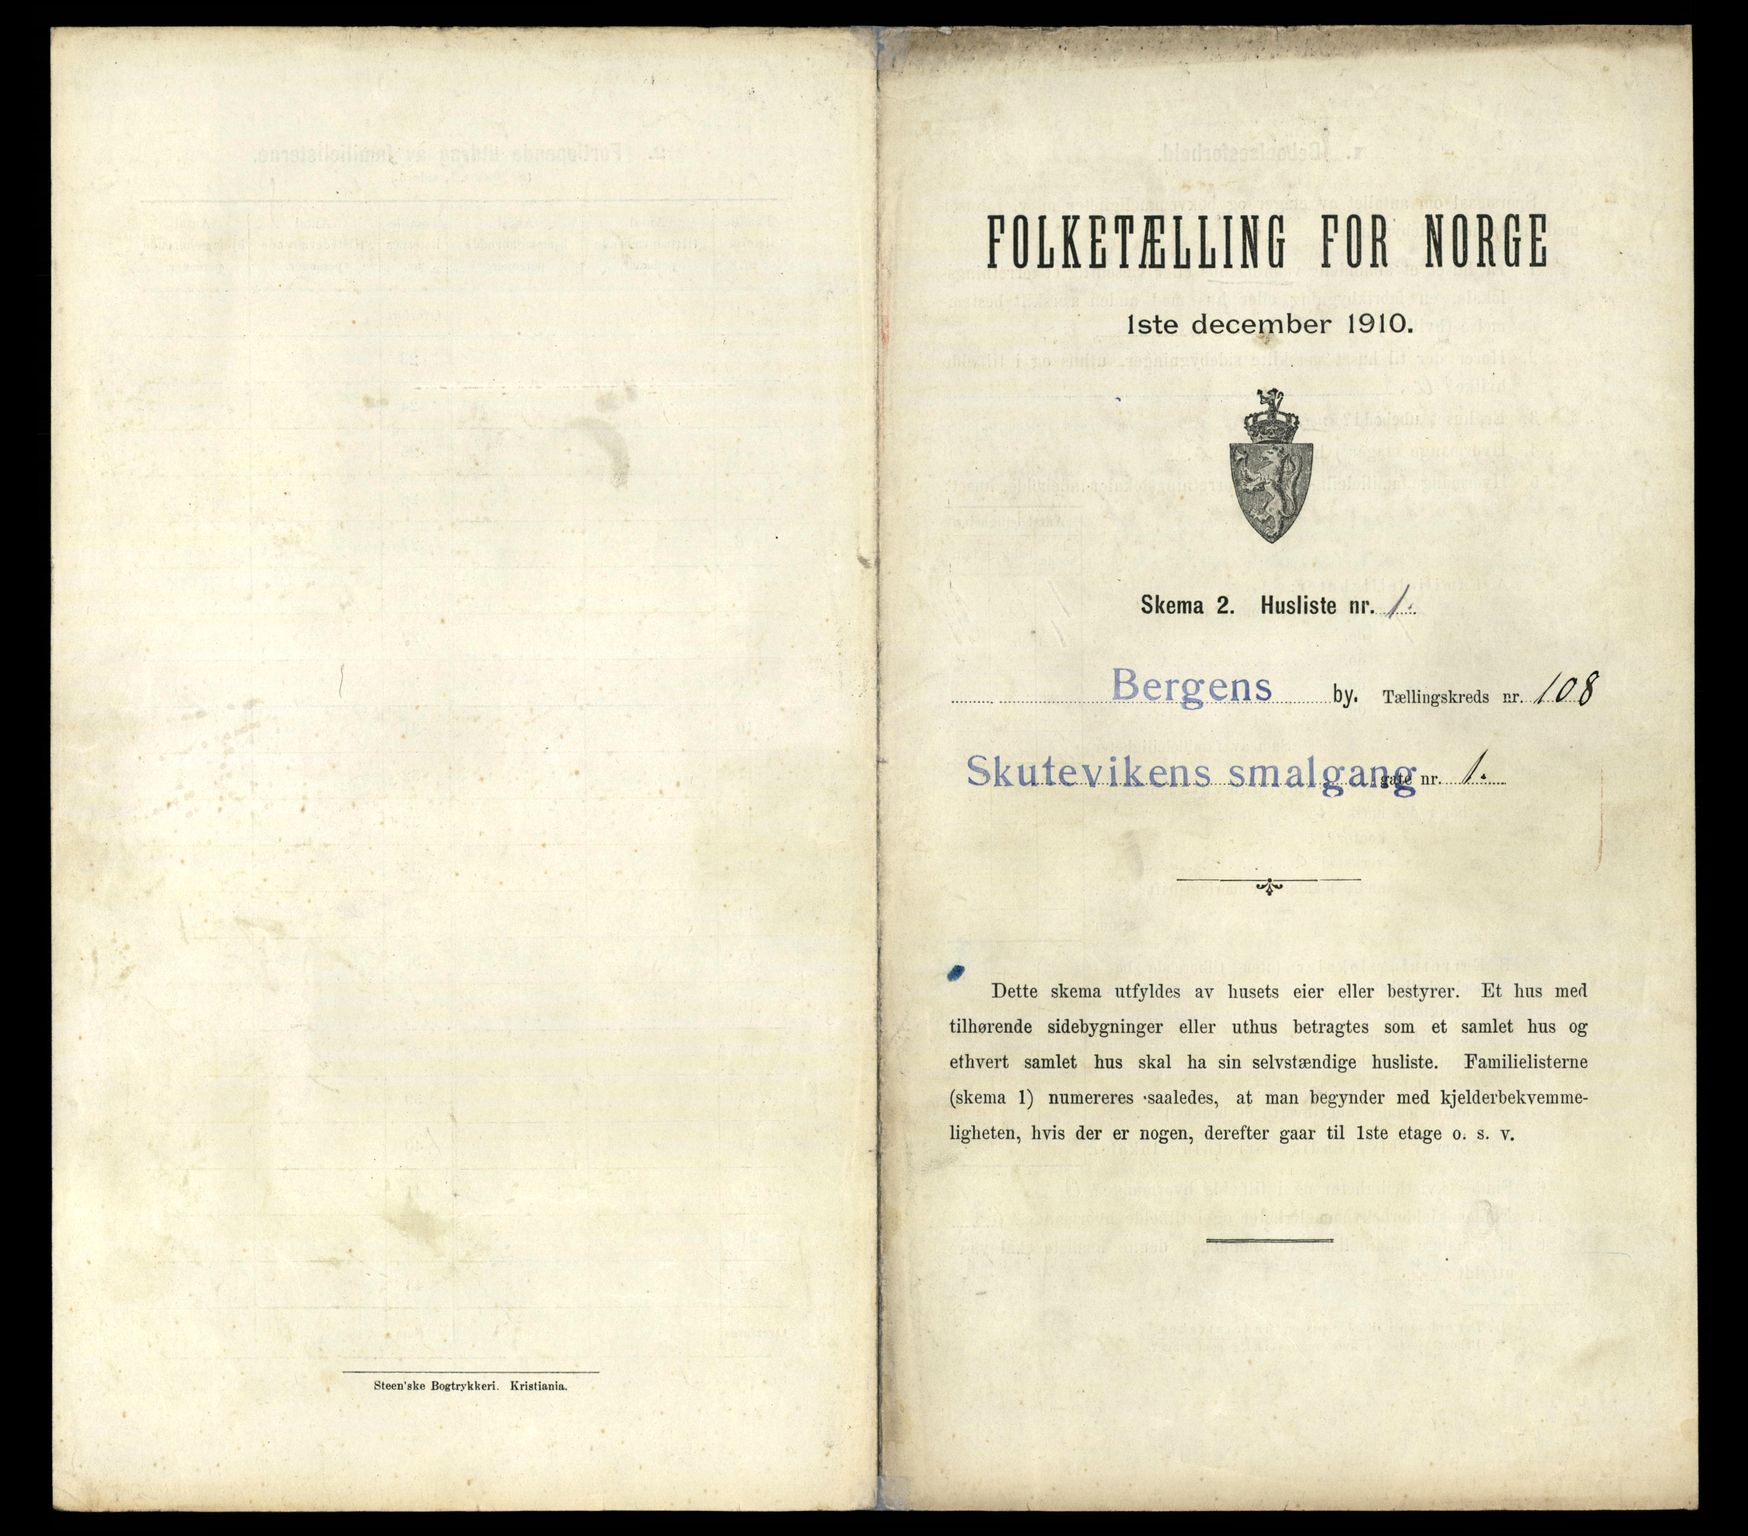 FOLKETÆLLING FOR NORGE
1ste december 1910.
Skema 2. Husliste nr. 1.
Bergens by. Tællingskreds nr. 108
Skutevikens smalgang gate nr. 1.
Dette skema utfyldes av husets eier eller bestyrer. Et hus med
tilhørende sidebygninger eller uthus betragtes som et samlet hus og
ethvert samlet hus skal ha sin selvstændige husliste. Familielisterne
(skema 1) numereres saaledes, at man begynder med kjelderbekvemme-
ligheten, hvis der er nogen, derefter gaar til 1ste etage o. s. v.
Steen'ske Bogtrykkeri. Kristiania.